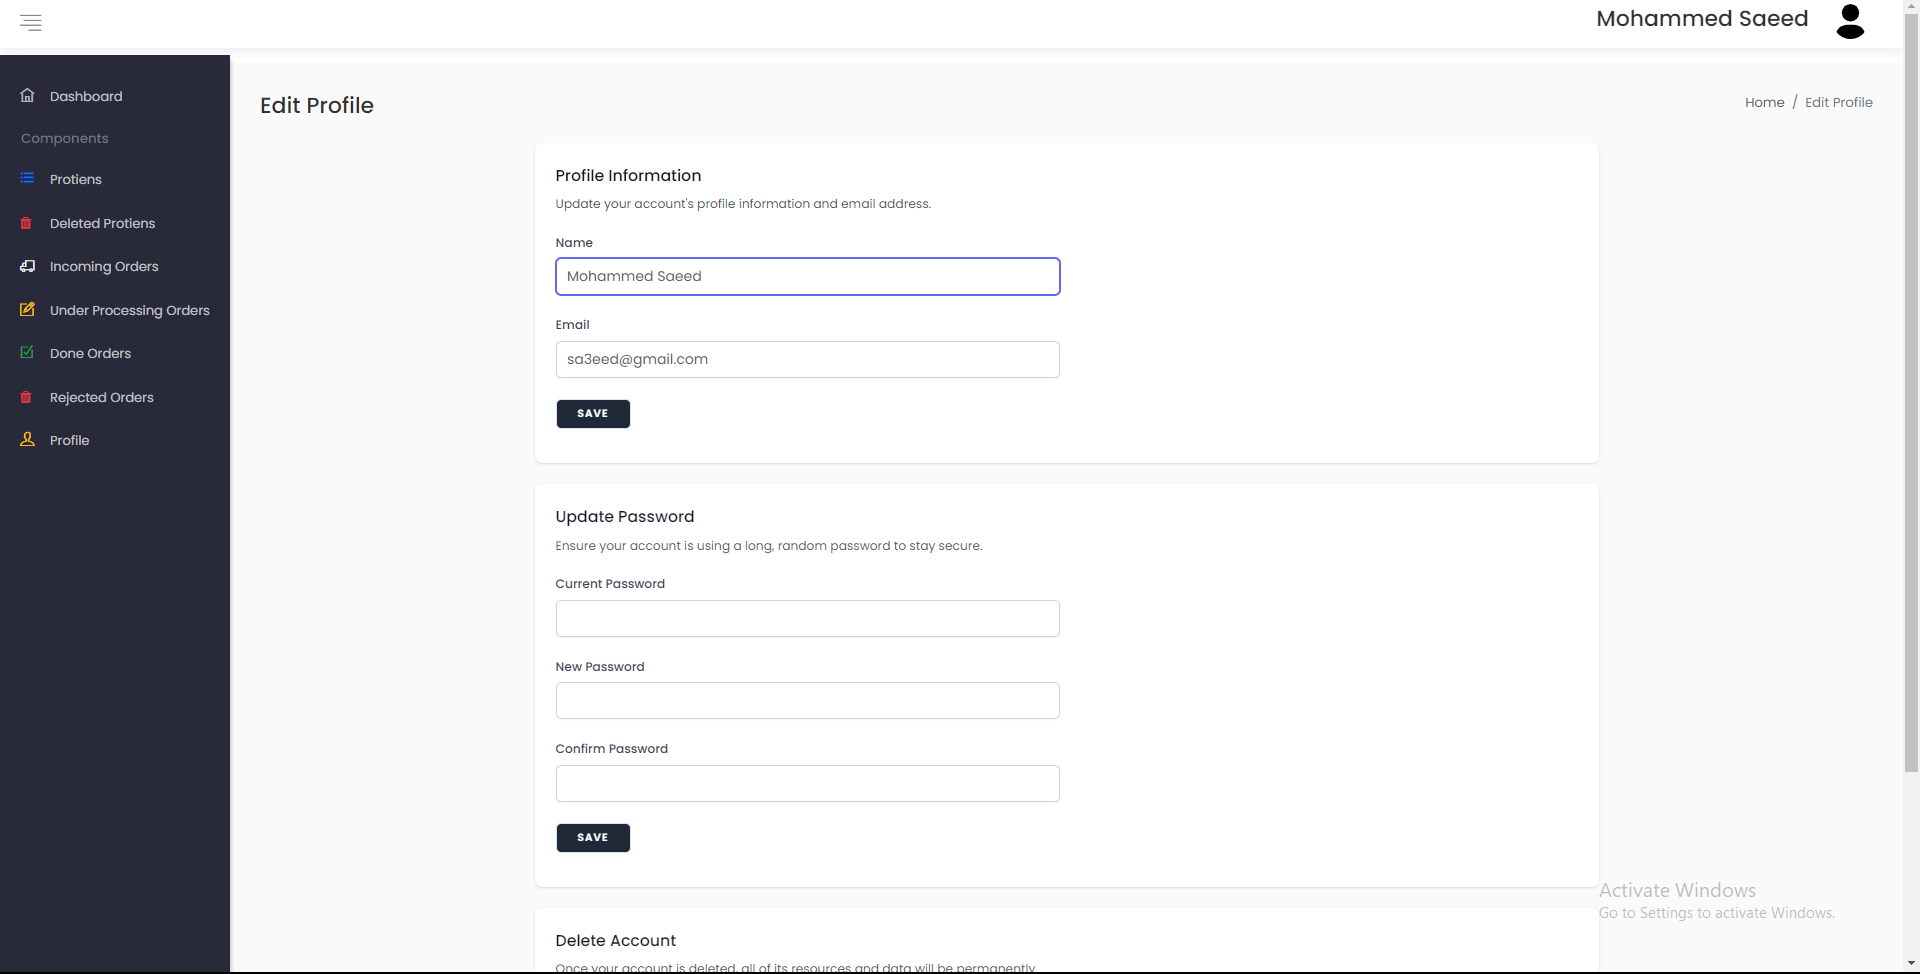 Mohammed Saeed
Dashboard
Components
Protiens
Deleted Protiens
Incoming Orders
Under Processing Orders
Done Orders
Rejected Orders
Profile
Edit Profile
Home / Edit Profile
Profile Information
Update your account's profile information and email address.
Name
Mohammed Saeed
Email
sa3eed@gmail.com
SAVE
Update Password
Ensure your account is using a long, random password to stay secure.
Current Password
New Password
Confirm Password
SAVE
Delete Account
Once your account is deleted, all of its resources and data will be permanently
Activate Windows
Go to Settings to activate Windows.